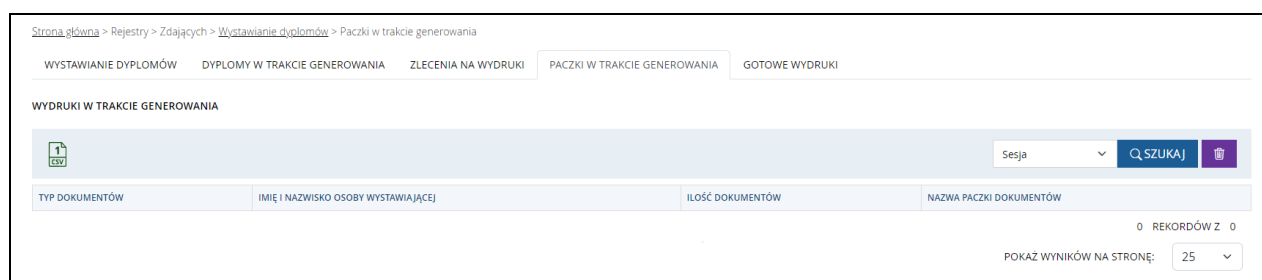 Strona główna > Rejestry > Zdających > Wystawianie dyplomów > Paczki w trakcie generowania
WYSTAWIANIE DYPLOMÓW DYPLOMY W TRAKCIE GENEROWANIA ZLECENIA NA WYDRUKI PACZKI W TRAKCIE GENEROWANIA GOTOWE WYDRUKI
WYDRUKI W TRAKCIE GENEROWANIA
1 CSV Sesja SZUKAJ
TYP DOKUMENTÓW IMIĘ I NAZWISKO OSOBY WYSTAWIAJĄCEJ ILOŚĆ DOKUMENTÓW NAZWA PACZKI DOKUMENTÓW
0 REKORDÓW Z 0
POKAŻ WYNIKÓW NA STRONĘ: 25